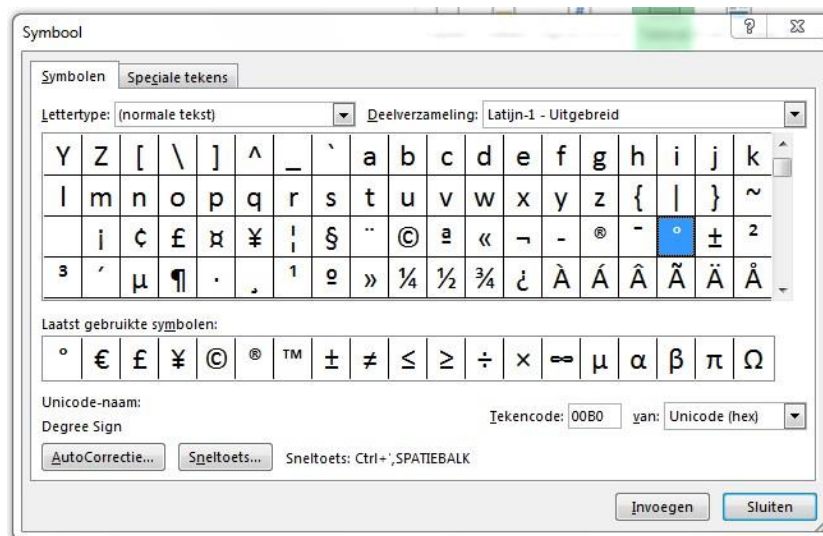 Symbool
Symbolen Speciale tekens
Lettertype: (normale tekst) Deelverzameling: Latijn-1 - Uitgebreid
Y Z [ \ ] ^ _ ` a b c d e f g h i j k
l m n o p q r s t u v w x y z { | } ~
¡ ¢ £ ¤ ¥ ¦ § ¨ © ª « ¬ - ® ¯ ° ± ²
³ ´ µ ¶ · ¸ ¹ º » ¼ ½ ¾ ¿ À Á Â Ã Ä Å
Laatst gebruikte symbolen:
° € £ ¥ © ® ™ ± ≠ ≤ ≥ ÷ × ∞ µ α β π Ω
Unicode-naam:
Degree Sign
Tekencode: 00B0 van: Unicode (hex)
AutoCorrectie... Sneltoets... Sneltoets: Ctrl+`,SPATIEBALK
Invoegen Sluiten